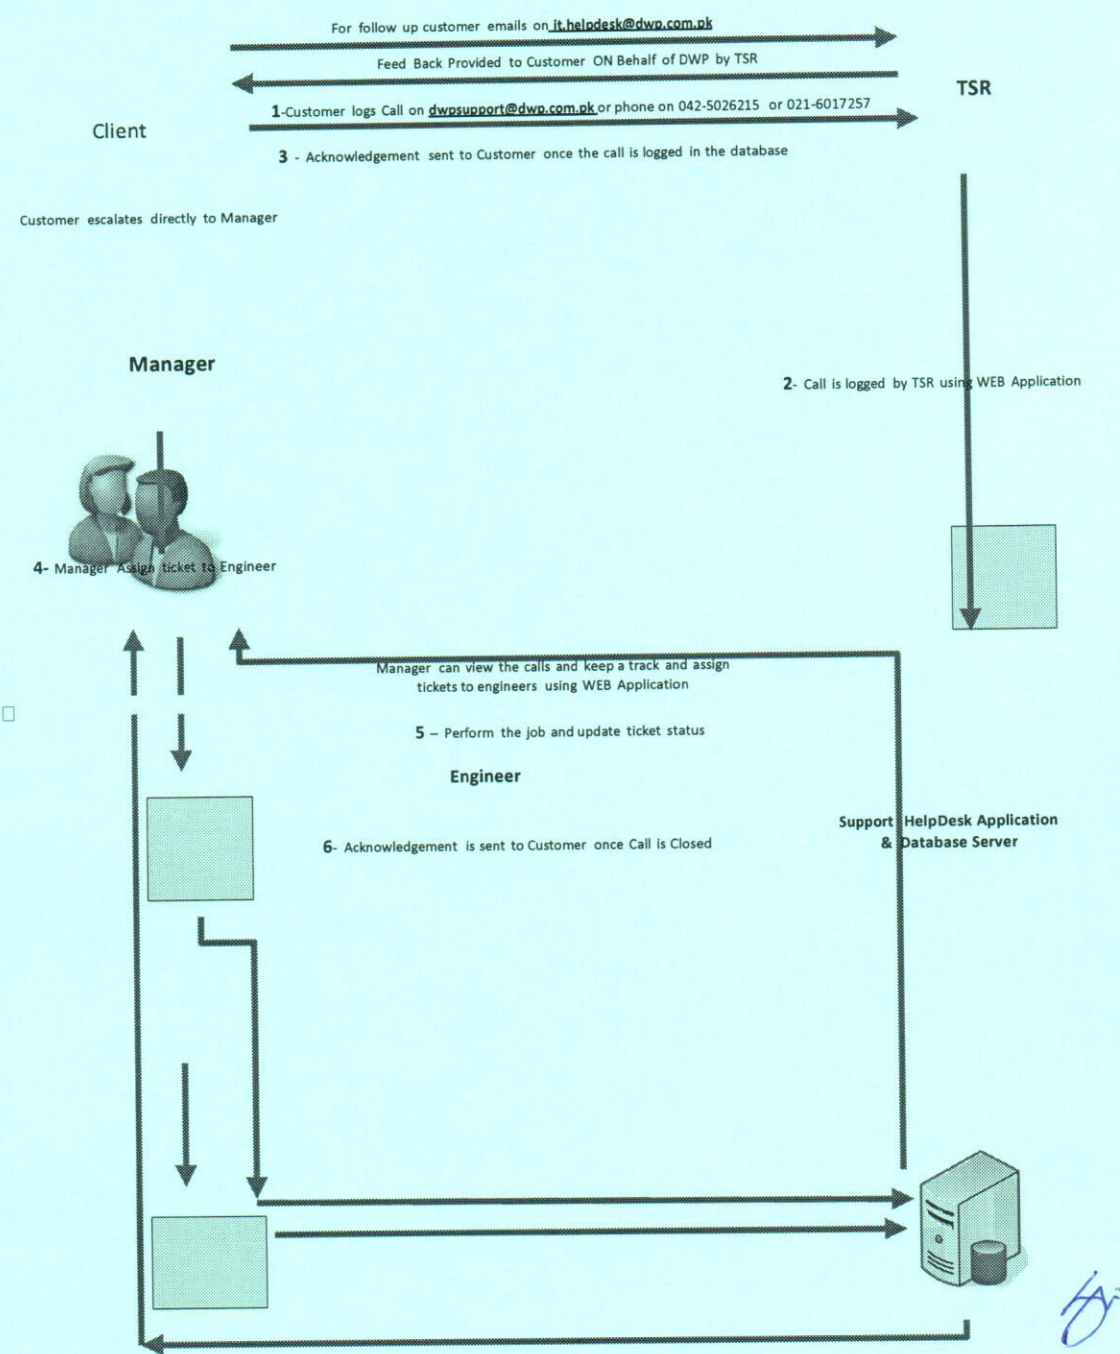 For follow up customer emails on it.helpdesk@dwp.com.pk
Feed Back Provided to Customer ON Behalf of DWP by TSR
TSR
1-Customer logs Call on dwpsupport@dwp.com.pk or phone on 042-5026215 or 021-6017257
Client
3 - Acknowledgement sent to Customer once the call is logged in the database
Customer escalates directly to Manager
Manager
2- Call is logged by TSR using WEB Application
4- Manager Assign ticket to Engineer
Manager can view the calls and keep a track and assign
tickets to engineers using WEB Application
5 – Perform the job and update ticket status
Engineer
Support HelpDesk Application
& Database Server
6- Acknowledgement is sent to Customer once Call is Closed